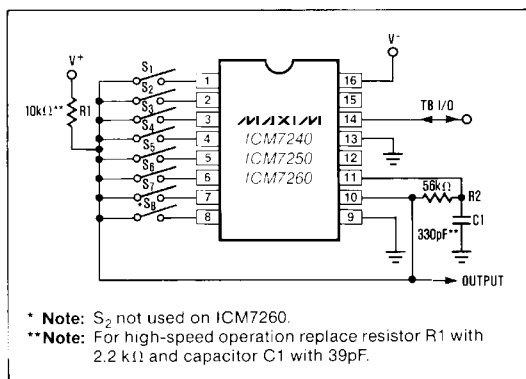 V⁺
10kΩ** R1
S₁
S₂
S₃
S₄
S₅
S₆
S₇
*S₈
1
2
3
4
5
6
7
8
MAXIM
ICM7240
ICM7250
ICM7260
16
15
14
13
12
11
10
9
V⁻
TB I/O
56kΩ
R2
C1
330pF**
OUTPUT
* Note: S₂ not used on ICM7260.
**Note: For high-speed operation replace resistor R1 with
2.2 kΩ and capacitor C1 with 39pF.